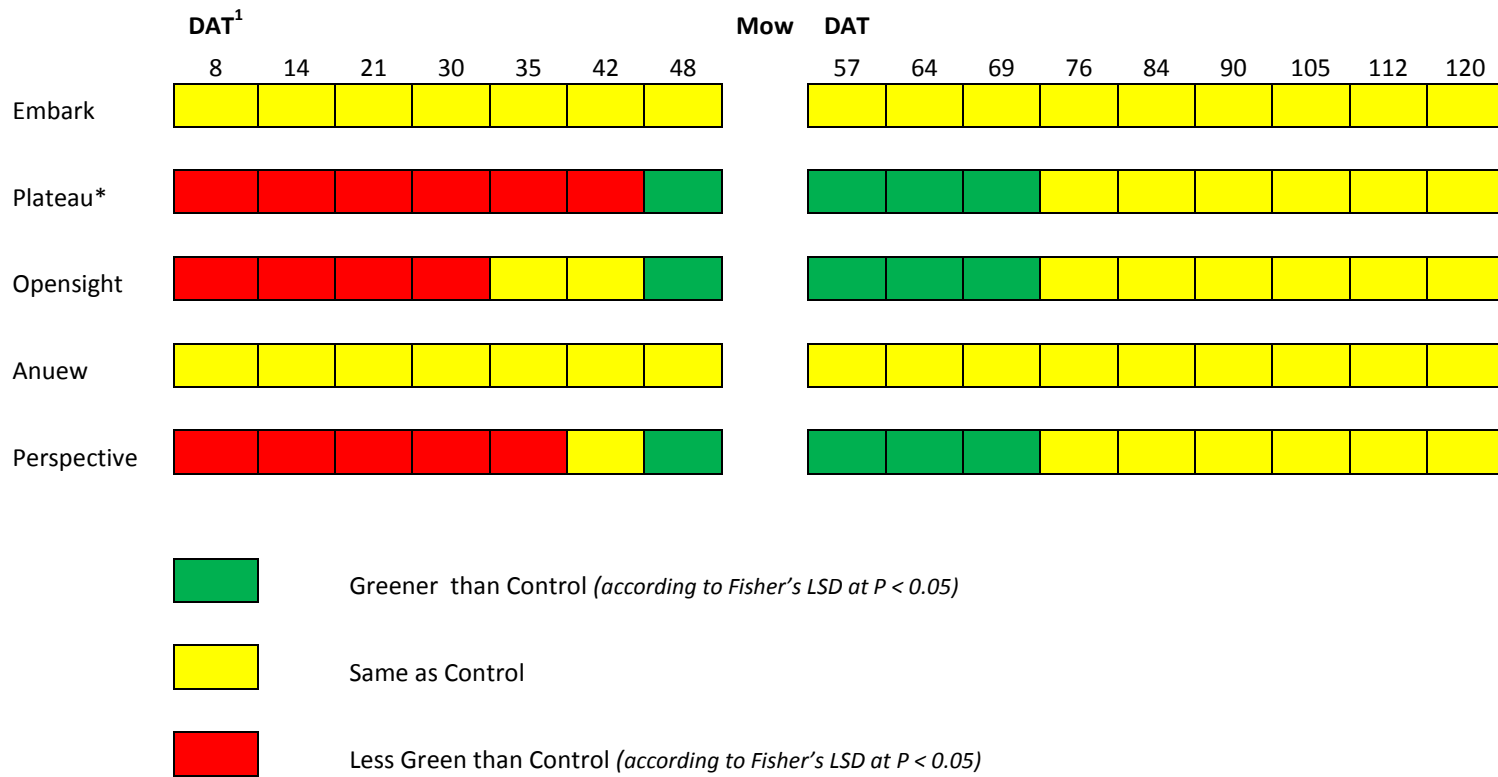 DAT1 Mow DAT
8 14 21 30 35 42 48 57 64 69 76 84 90 105 112 120
Embark
Plateau*
Opensight
Anuew
Perspective
Greener than Control (according to Fisher's LSD at P < 0.05)
Same as Control
Less Green than Control (according to Fisher's LSD at P < 0.05)